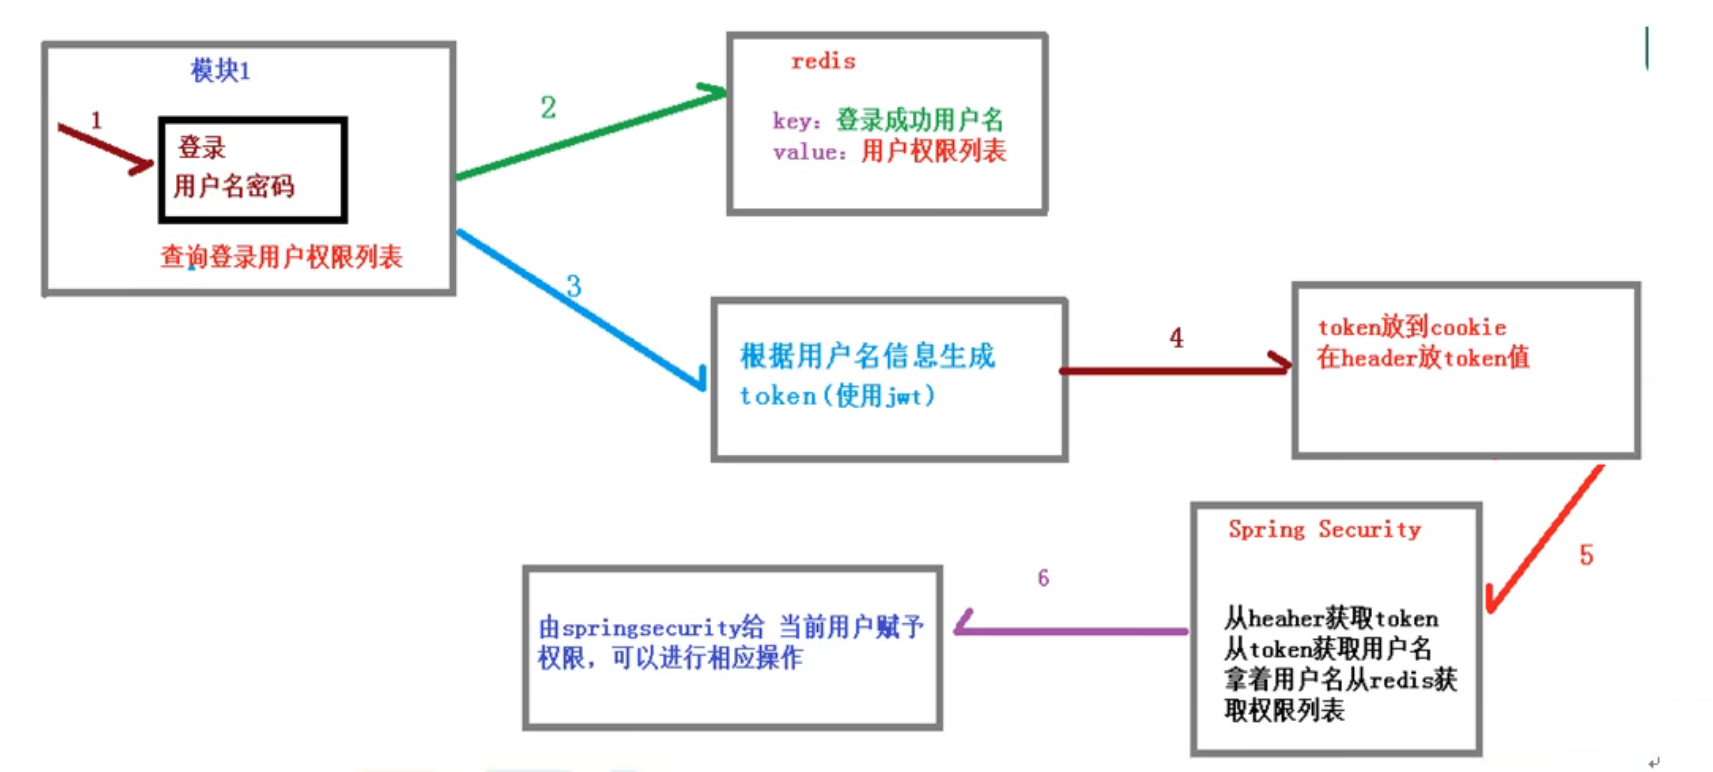 模块1
1
登录
用户名密码
查询登录用户权限列表
2
redis
key: 登录成功用户名
value: 用户权限列表
3
根据用户名信息生成
token(使用jwt)
4
token放到cookie
在header放token值
5
Spring Security
从heaher获取token
从token获取用户名
拿着用户名从redis获
取权限列表
6
由springsecurity给 当前用户赋予
权限，可以进行相应操作